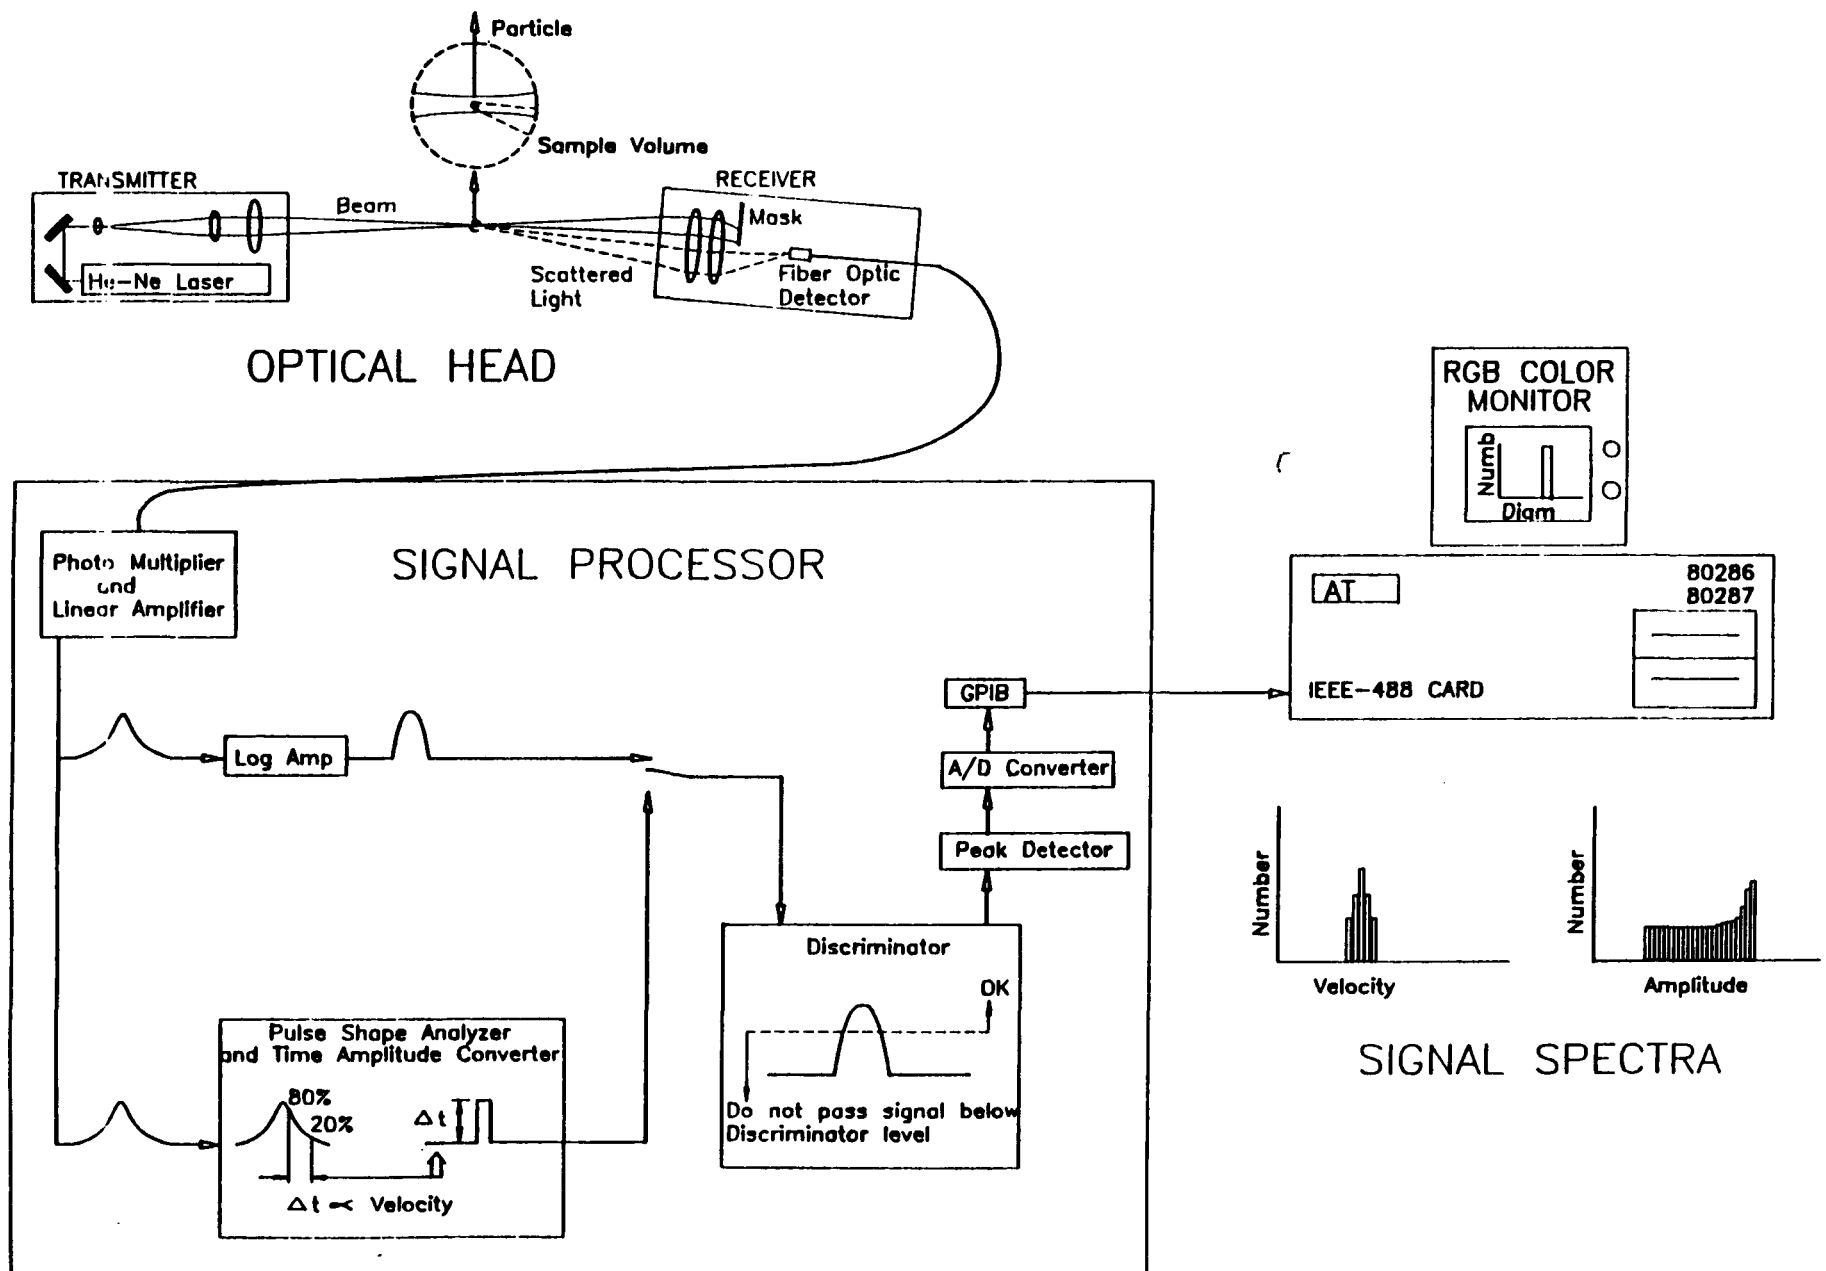 Particle
Sample Volume
TRANSMITTER
RECEIVER
Beam
Mask
He-Ne Laser
Scattered
Light
Fiber Optic
Detector
OPTICAL HEAD
RGB COLOR
MONITOR
Numb
Diam
SIGNAL PROCESSOR
Photo Multiplier
and
Linear Amplifier
AT
80286
80287
IEEE-488 CARD
GPIB
Log Amp
A/D Converter
Peak Detector
Discriminator
OK
Do not pass signal below
Discriminator level
Pulse Shape Analyzer
and Time Amplitude Converter
80%
20%
Δ t
Δ t ∝ Velocity
Number
Velocity
Number
Amplitude
SIGNAL SPECTRA